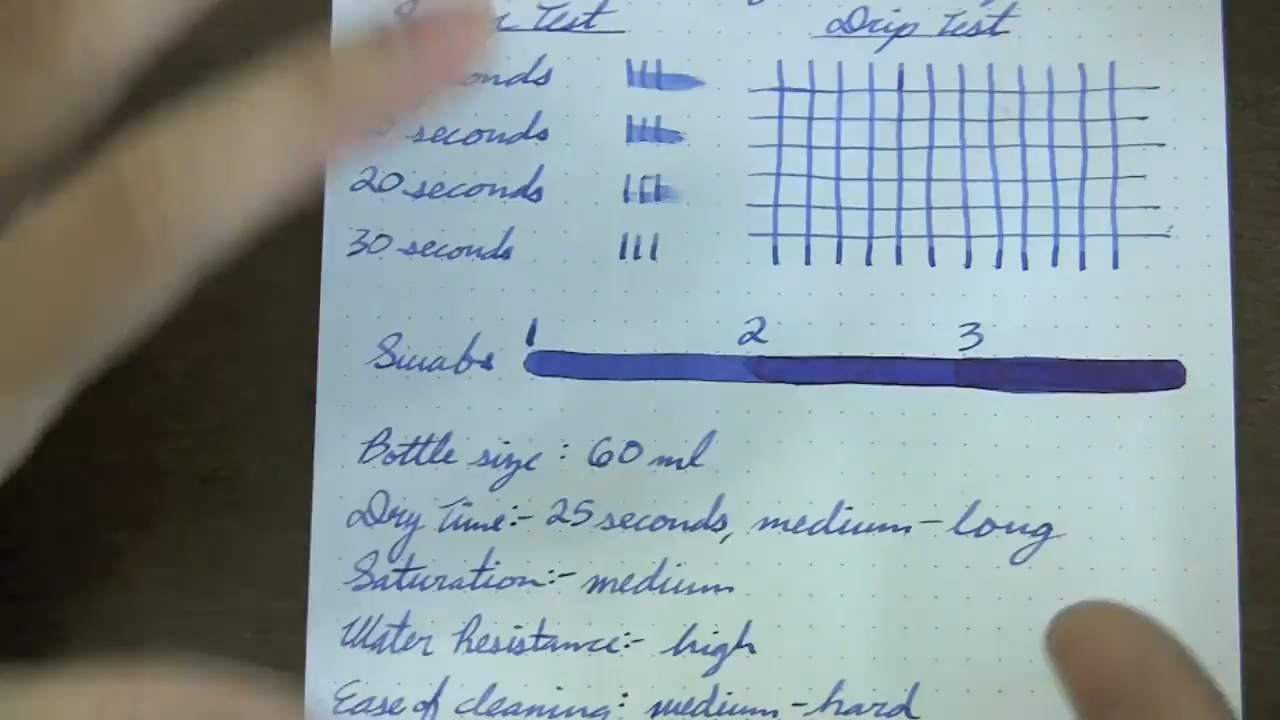 Test
Drip Test
seconds
20 seconds
30 seconds
1 2 3
Swabs
Bottle size: 60 ml
Dry Time:- 25 seconds, medium-long
Saturation:- medium
Water Resistance:- high
Ease of cleaning: medium-hard